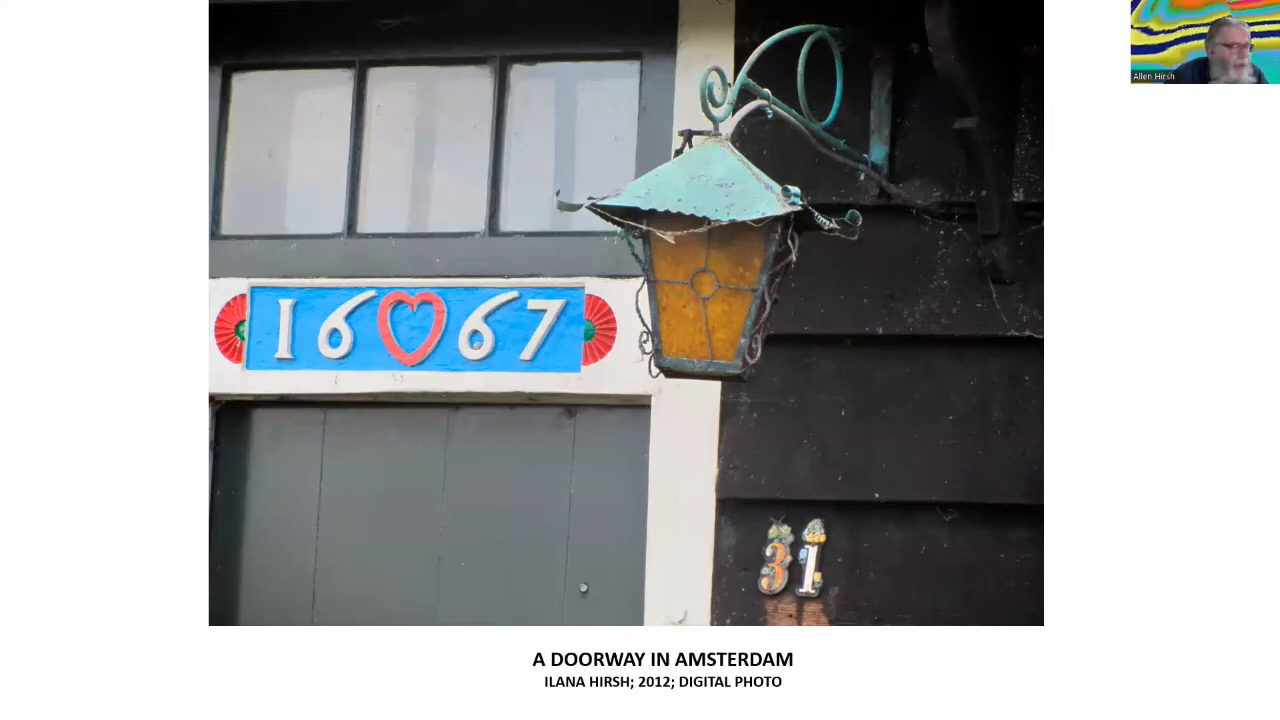 Allen Hirsh
16 67
31
A DOORWAY IN AMSTERDAM
ILANA HIRSH; 2012; DIGITAL PHOTO